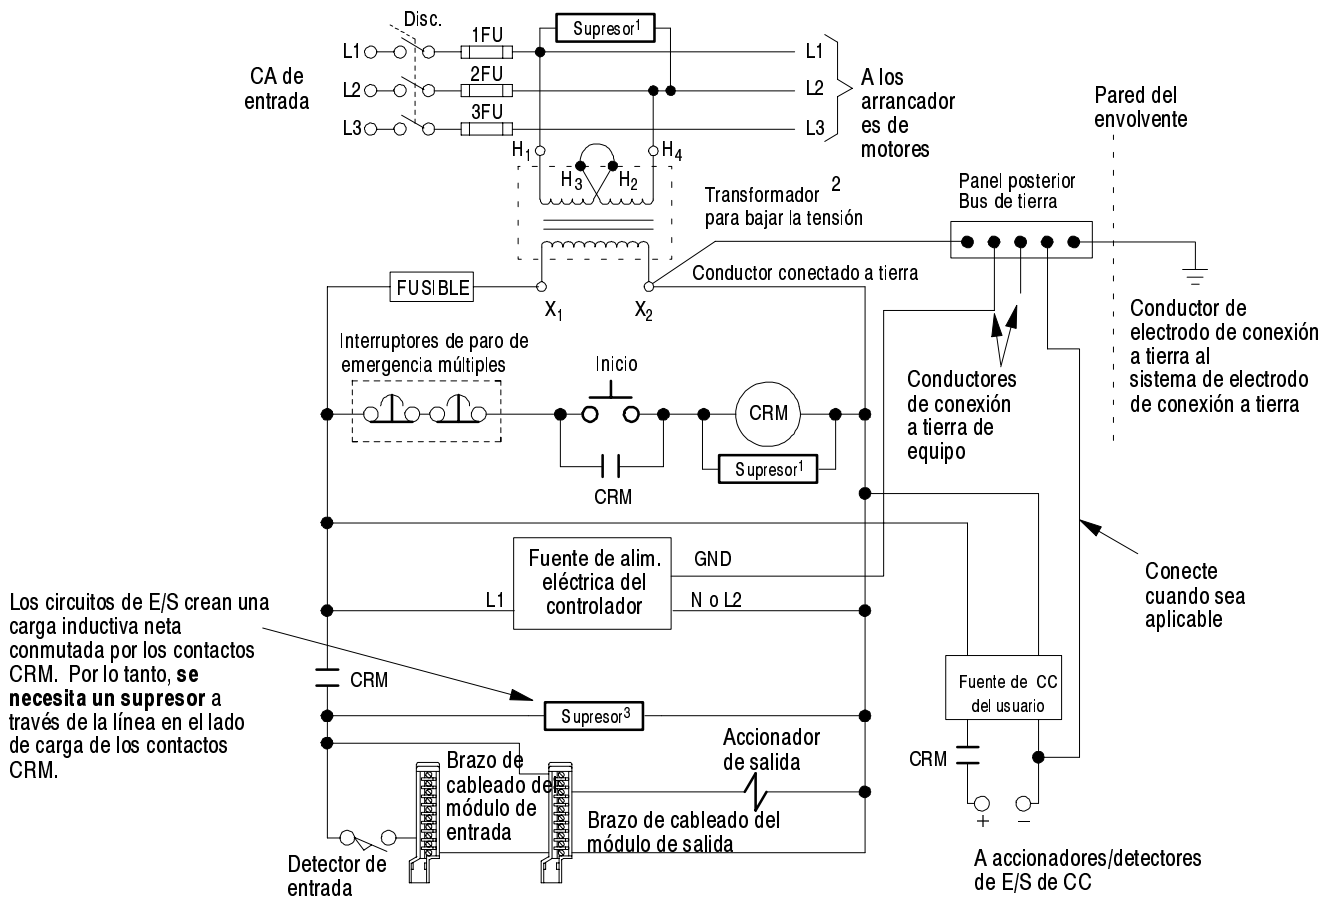 Disc.
Supresor1
1FU
L1
L1
CA de
entrada
2FU
L2
L2
A los
arrancador
es de
motores
3FU
L3
L3
Pared del
envolvente
H1
H4
H3
H2
Transformador 2
para bajar la tensión
Panel posterior
Bus de tierra
Conductor conectado a tierra
FUSIBLE
X1
X2
Conductor de
electrodo de conexión
a tierra al
sistema de electrodo
de conexión a tierra
Interruptores de paro de
emergencia múltiples
Inicio
CRM
Supresor1
CRM
Conductores
de conexión
a tierra de
equipo
Fuente de alim.
eléctrica del
controlador
GND
L1
N o L2
Conecte
cuando sea
aplicable
Los circuitos de E/S crean una
carga inductiva neta
conmutada por los contactos
CRM. Por lo tanto, se
necesita un supresor a
través de la línea en el lado
de carga de los contactos
CRM.
CRM
Supresor3
Fuente de CC
del usuario
CRM
+
−
Accionador
de salida
Brazo de
cableado del
módulo de
entrada
Brazo de cableado del
módulo de salida
Detector de
entrada
A accionadores/detectores
de E/S de CC